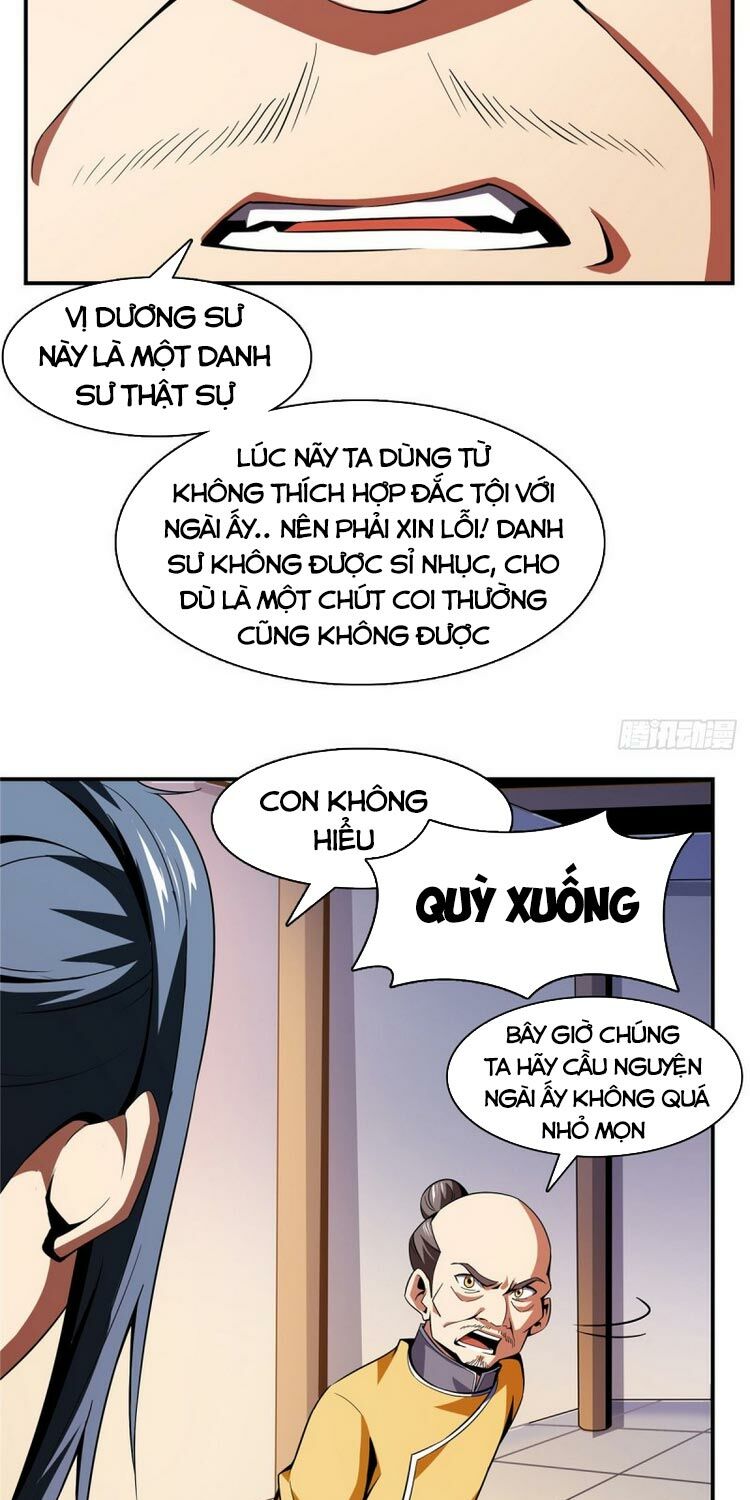 VỊ DƯƠNG SƯ
NÀY LÀ MỘT DANH
SƯ THẬT SỰ
LÚC NÃY TA DÙNG TỪ
KHÔNG THÍCH HỢP ĐẮC TỘI VỚI
NGÀI ẤY.. NÊN PHẢI XIN LỖI! DANH
SƯ KHÔNG ĐƯỢC SỈ NHỤC, CHO
DÙ LÀ MỘT CHÚT COI THƯỜNG
CŨNG KHÔNG ĐƯỢC
腾讯动漫
CON KHÔNG
HIỂU
QUỲ XUỐNG
BÂY GIỜ CHÚNG
TA HÃY CẦU NGUYỆN
NGÀI ẤY KHÔNG QUÁ
NHỎ MỌN